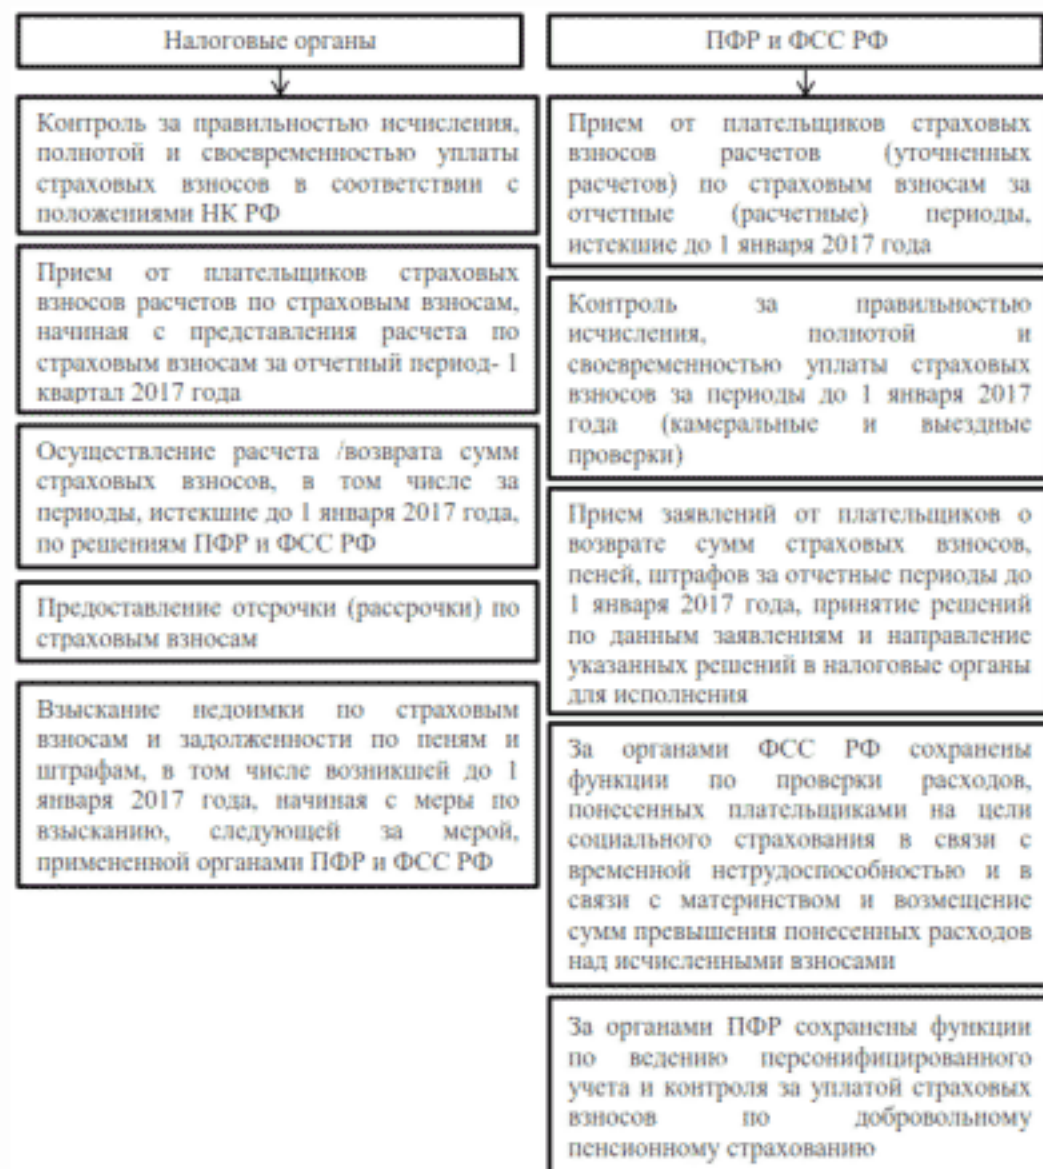 Налоговые органы
Контроль за правильностью исчисления,
полнотой и своевременностью уплаты
страховых взносов в соответствии с
положениями НК РФ
Прием от плательщиков страховых
взносов расчетов по страховым взносам,
начиная с представления расчета по
страховым взносам за отчетный период- 1
квартал 2017 года
Осуществление расчета /возврата сумм
страховых взносов, в том числе за
периоды, истекшие до 1 января 2017 года,
по решениям ПФР и ФСС РФ
Предоставление отсрочки (рассрочки) по
страховым взносам
Взыскание недоимки по страховым
взносам и задолженности по пеням и
штрафам, в том числе возникшей до 1
января 2017 года, начиная с меры по
взысканию, следующей за мерой,
примененной органами ПФР и ФСС РФ
ПФР и ФСС РФ
Прием от плательщиков страховых
взносов расчетов (уточненных
расчетов) по страховым взносам за
отчетные (расчетные) периоды,
истекшие до 1 января 2017 года
Контроль за правильностью
исчисления, полнотой и
своевременностью уплаты страховых
взносов за периоды до 1 января 2017
года (камеральные и выездные
проверки)
Прием заявлений от плательщиков о
возврате сумм страховых взносов,
пеней, штрафов за отчетные периоды до
1 января 2017 года, принятие решений
по данным заявлениям и направление
указанных решений в налоговые органы
для исполнения
За органами ФСС РФ сохранены
функции по проверки расходов,
понесенных плательщиками на цели
социального страхования в связи с
временной нетрудоспособностью и в
связи с материнством и возмещение
сумм превышения понесенных расходов
над исчисленными взносами
За органами ПФР сохранены функции
по ведению персонифицированного
учета и контроля за уплатой страховых
взносов по добровольному
пенсионному страхованию